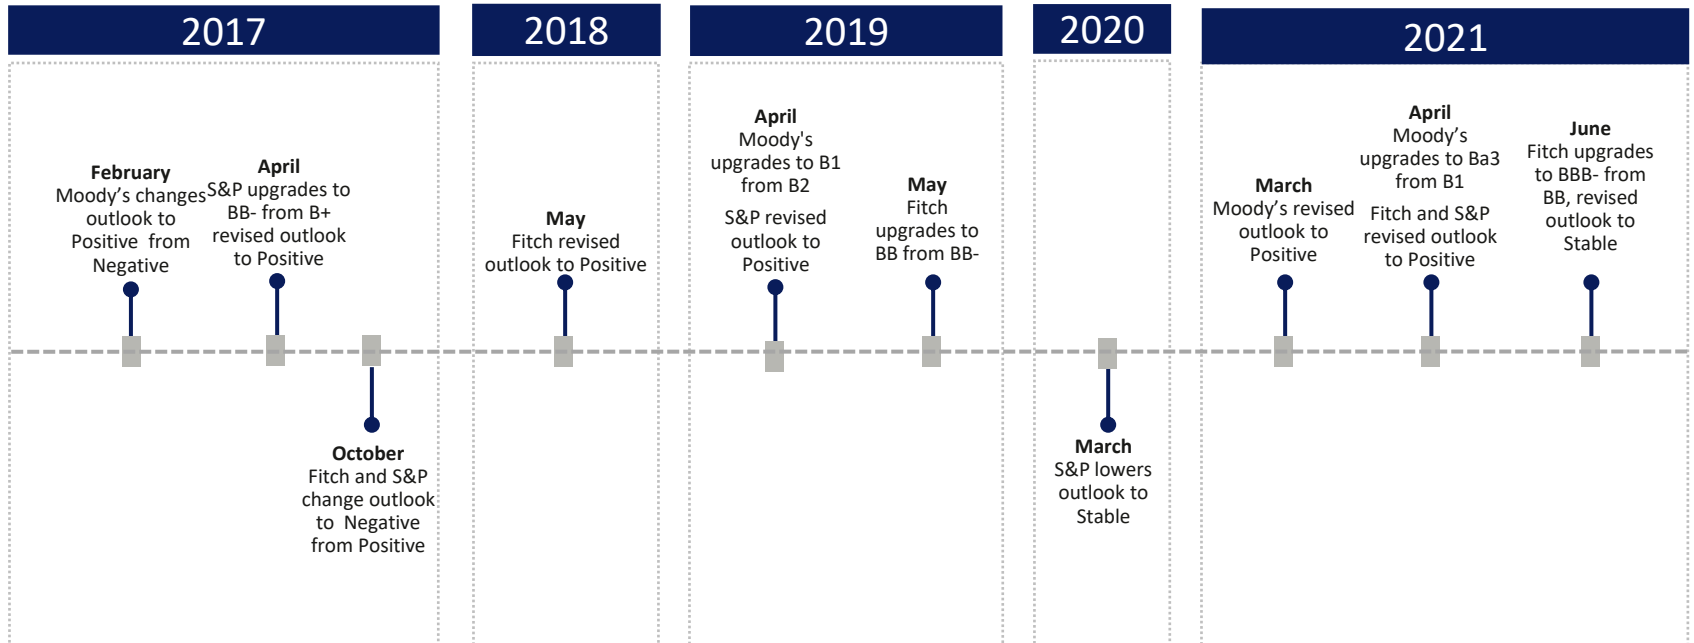 2017
February
Moody’s changes
outlook to
Positive from
Negative
April
S&P upgrades to
BB- from B+
revised outlook
to Positive
October
Fitch and S&P
change outlook
to Negative
from Positive
2018
May
Fitch revised
outlook to Positive
2019
April
Moody's
upgrades to B1
from B2
S&P revised
outlook to
Positive
May
Fitch
upgrades to
BB from BB-
2020
March
S&P lowers
outlook to
Stable
2021
March
Moody’s revised
outlook to
Positive
April
Moody’s
upgrades to Ba3
from B1
Fitch and S&P
revised outlook
to Positive
June
Fitch upgrades
to BBB- from
BB, revised
outlook to
Stable